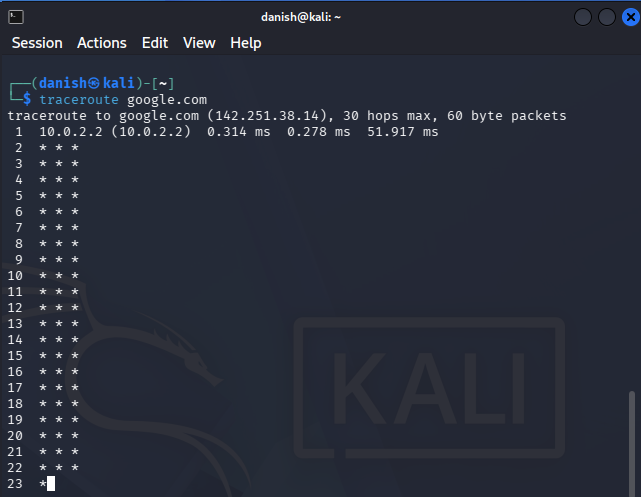 danish@kali: ~
Session Actions Edit View Help
┌──(danish㉿kali)-[~]
└─$ traceroute google.com
traceroute to google.com (142.251.38.14), 30 hops max, 60 byte packets
1 10.0.2.2 (10.0.2.2) 0.314 ms 0.278 ms 51.917 ms
2 * * *
3 * * *
4 * * *
5 * * *
6 * * *
7 * * *
8 * * *
9 * * *
10 * * *
11 * * *
12 * * *
13 * * *
14 * * *
15 * * *
16 * * *
17 * * *
18 * * *
19 * * *
20 * * *
21 * * *
22 * * *
23 *
KALI